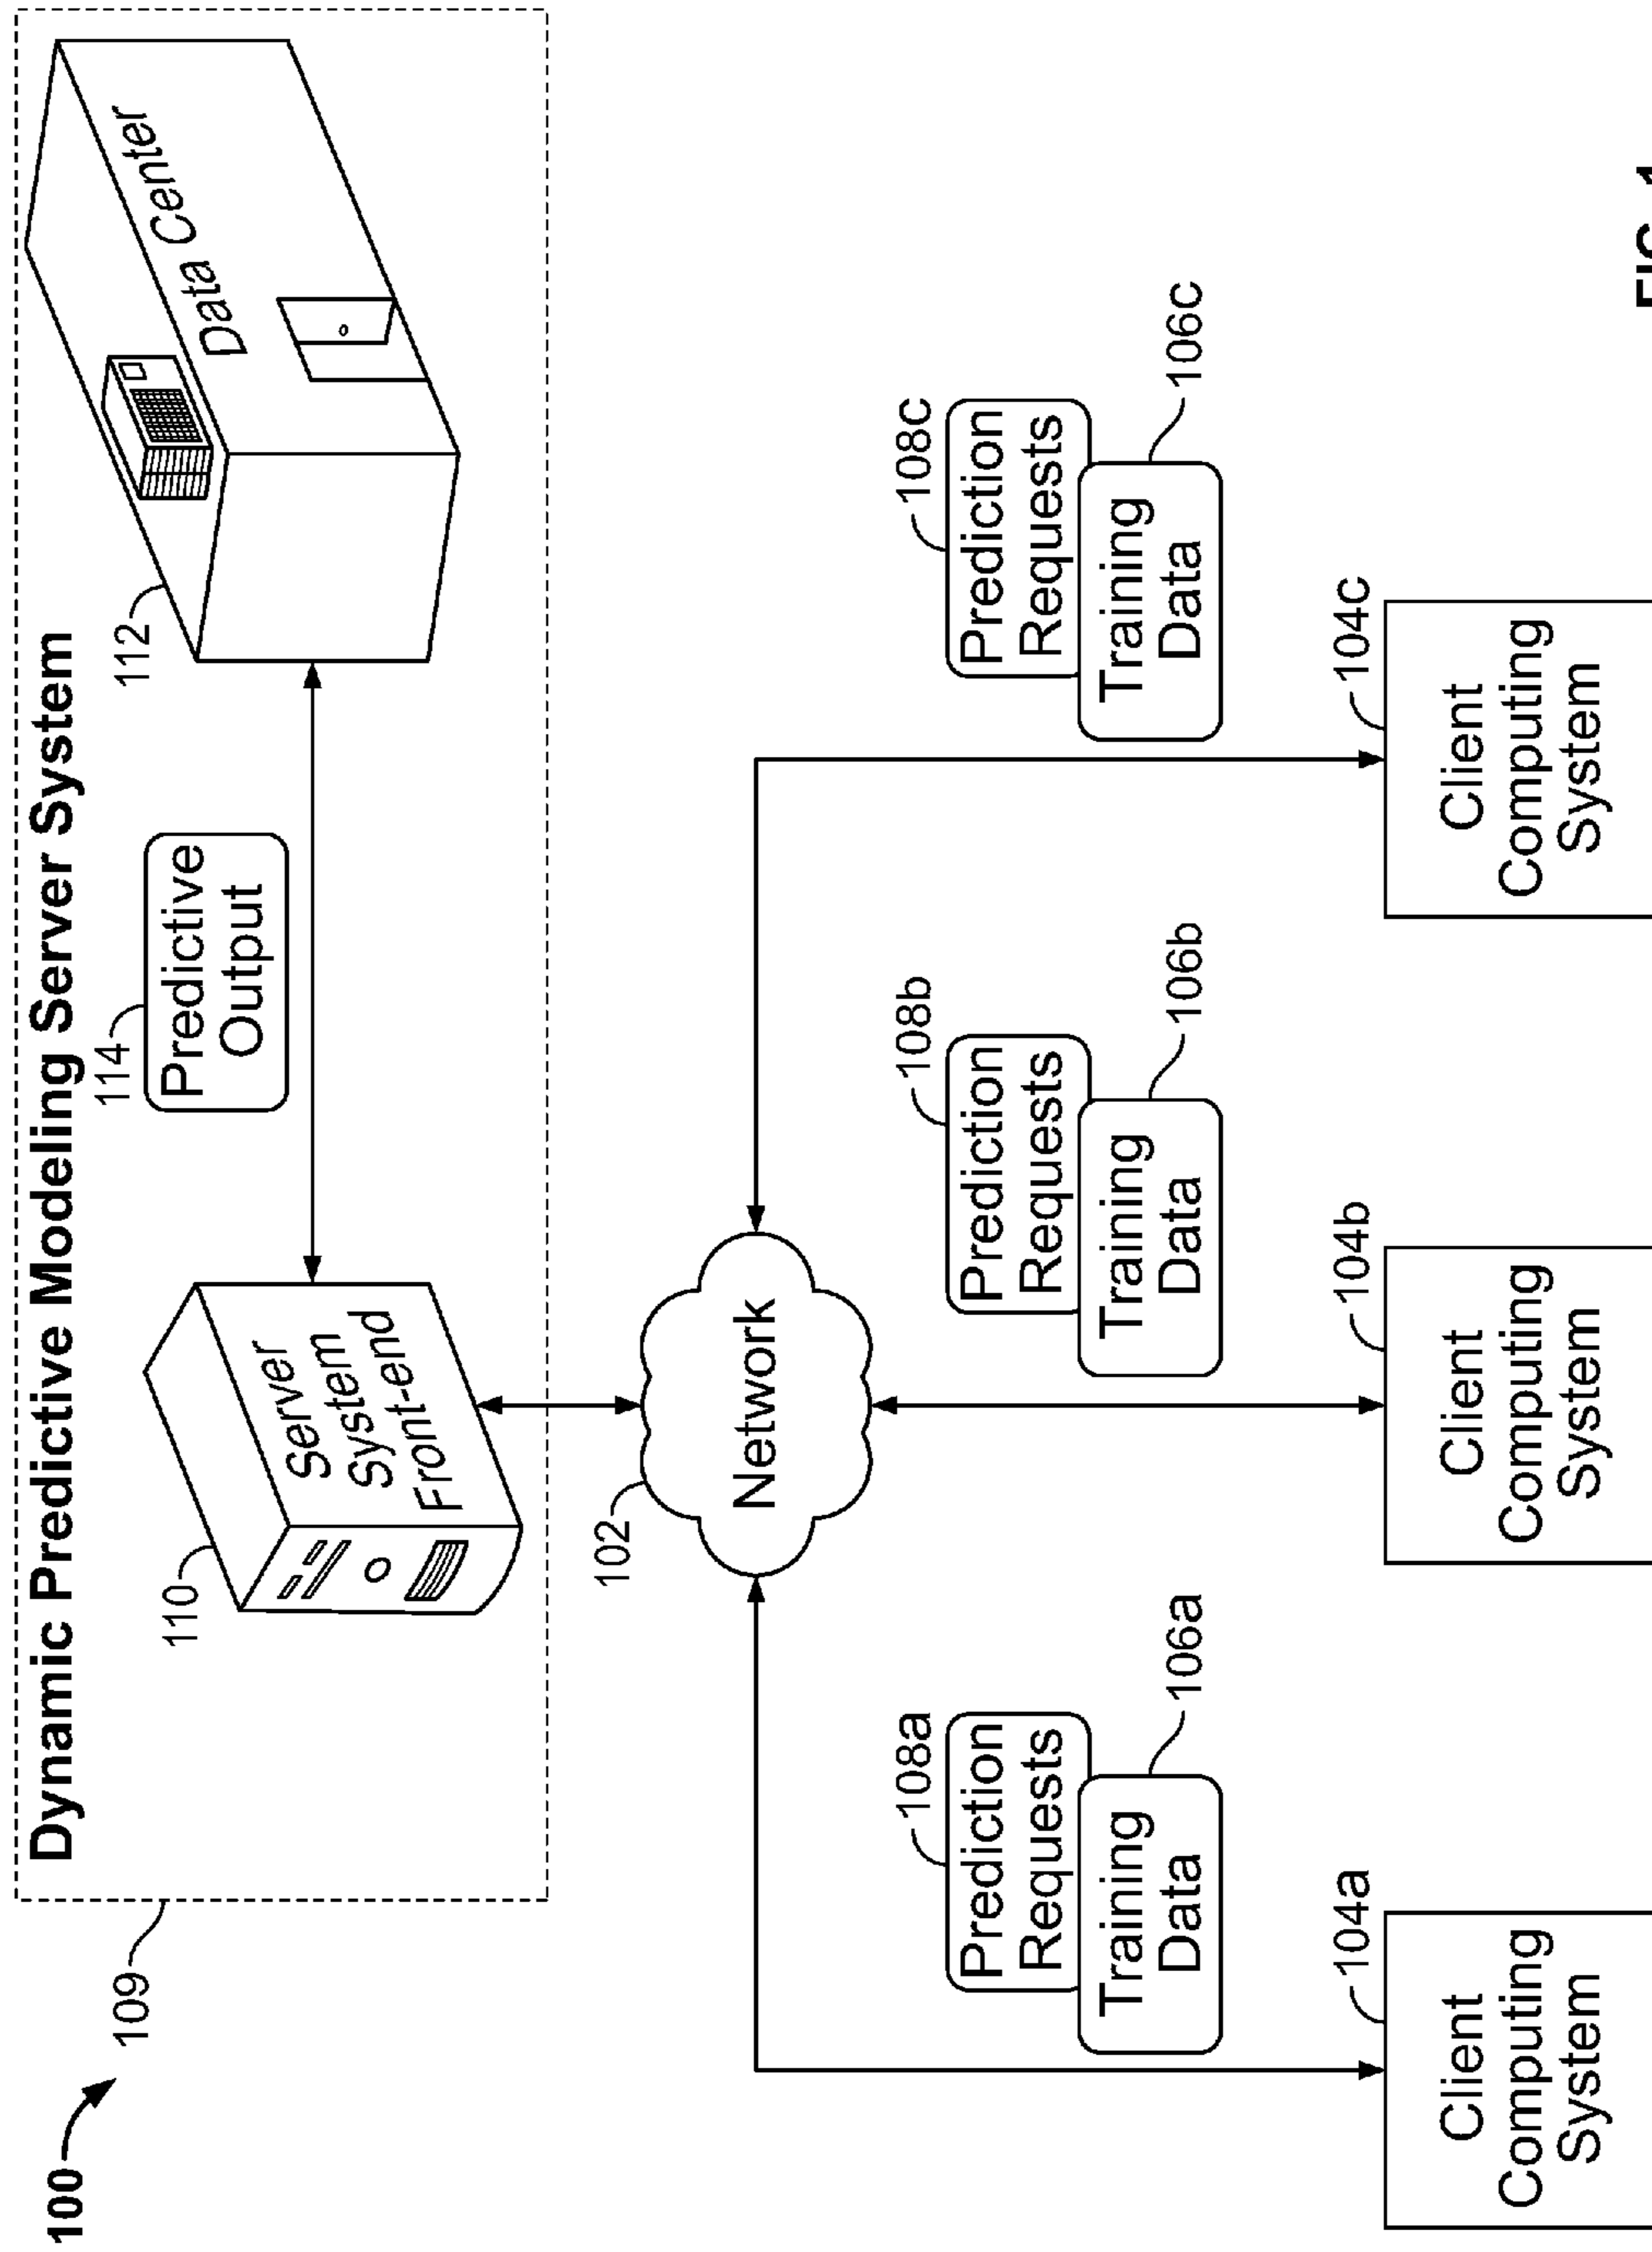 100
109
Dynamic Predictive Modeling Server System
110
Server
System
Front-end
114
Predictive
Output
112
Data Center
102
Network
108a
Prediction
Requests
Training
Data
106a
108b
Prediction
Requests
Training
Data
106b
108c
Prediction
Requests
Training
Data
106c
104a
Client
Computing
System
104b
Client
Computing
System
104c
Client
Computing
System
FIG. 1